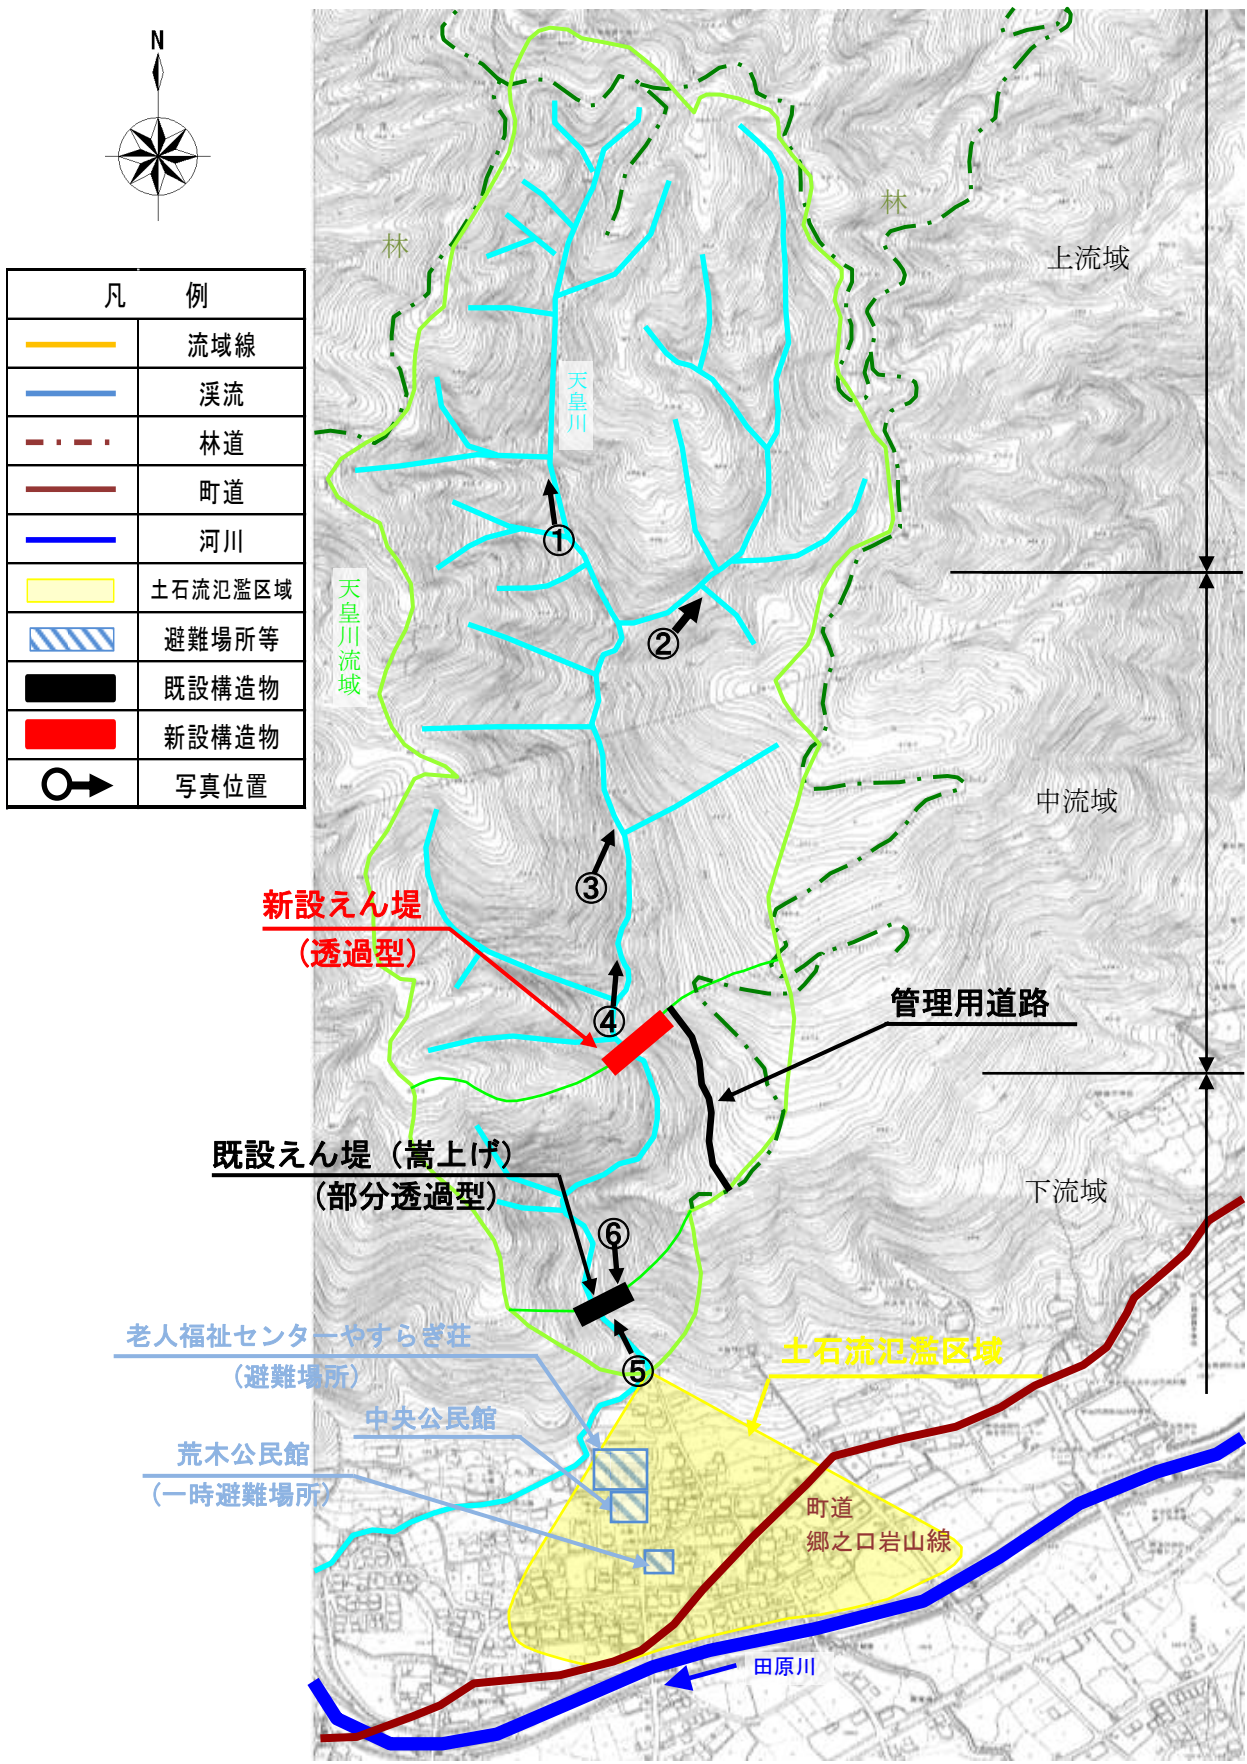 N
凡 例
流域線
渓流
林道
町道
河川
土石流氾濫区域
避難場所等
既設構造物
新設構造物
写真位置
林
林
上流域
天皇川
①
天皇川流域
②
中流域
③
新設えん堤
(透過型)
④
管理用道路
既設えん堤（嵩上げ）
(部分透過型)
下流域
⑥
老人福祉センターやすらぎ荘
(避難場所)
⑤
土石流氾濫区域
中央公民館
荒木公民館
(一時避難場所)
町道
郷之口岩山線
田原川